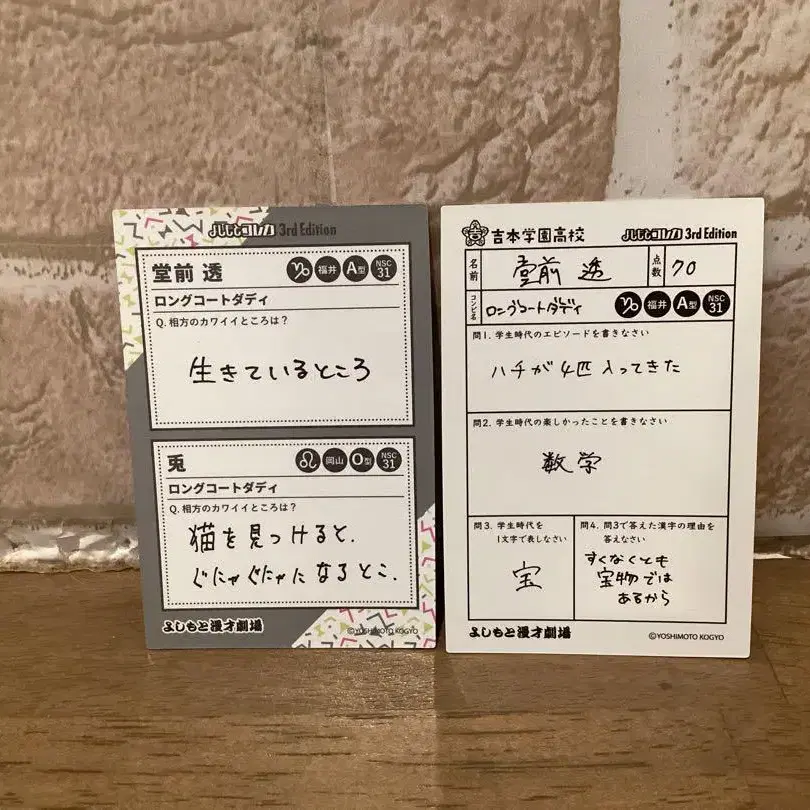 よしもとコレカ 3rd Edition
堂前 透
♑ 福井 A型 NSC 31
ロングコートダディ
Q. 相方のカワイイところは？
生きているところ
兎
♌ 岡山 O型 NSC 31
ロングコートダディ
Q. 相方のカワイイところは？
猫を見つけると、
ぐにゃぐにゃになるとこ、
よしもと漫才劇場
©YOSHIMOTO KOGYO
吉本学園高校 よしもとコレカ 3rd Edition
名前 堂前 透 点数 70
コンビ名 ロングコートダディ ♑ 福井 A型 NSC 31
問1. 学生時代のエピソードを書きなさい
ハチが4匹入ってきた
問2. 学生時代の楽しかったことを書きなさい
数学
問3. 学生時代を
1文字で表しなさい
宝
問4. 問3で答えた漢字の理由を
答えなさい
すくなくとも
宝物では
あるから
よしもと漫才劇場
©YOSHIMOTO KOGYO